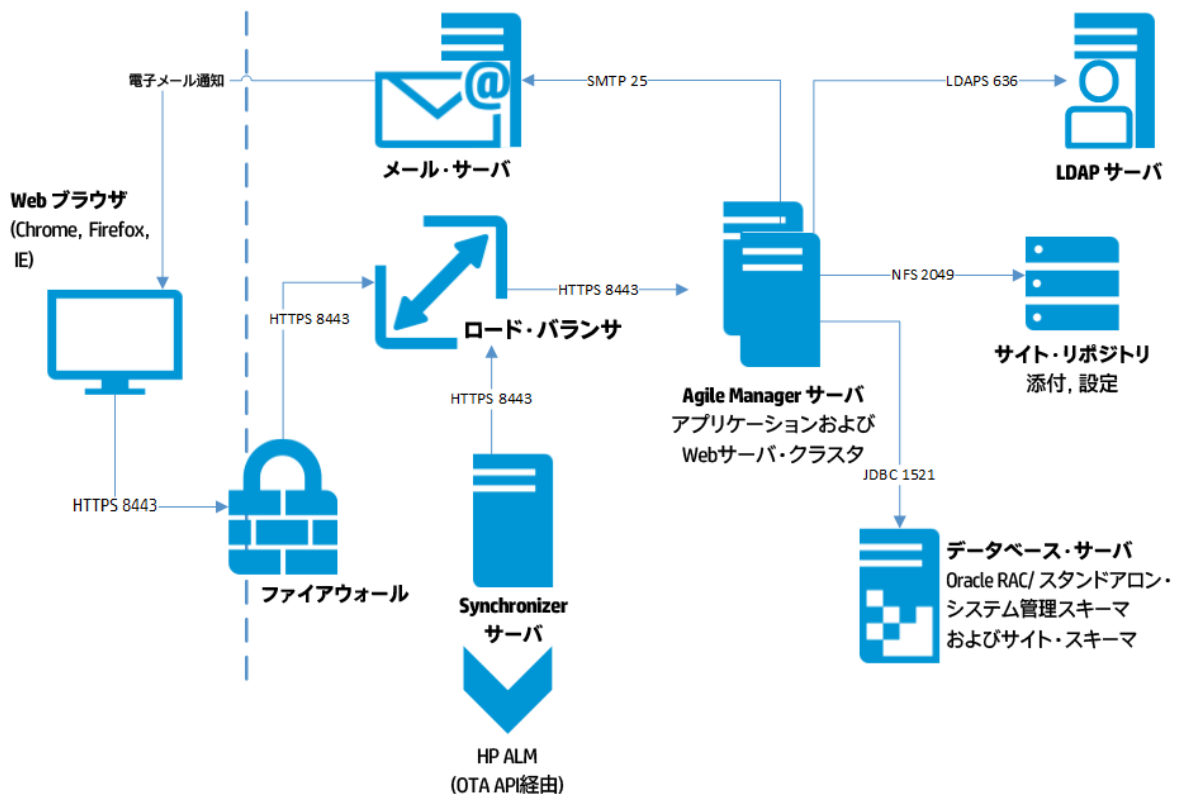 電子メール通知
SMTP 25
LDAPS 636
メール・サーバ
LDAP サーバ
Web ブラウザ
(Chrome, Firefox,
IE)
HTTPS 8443
ロード・バランサ
HTTPS 8443
NFS 2049
サイト・リポジトリ
添付, 設定
HTTPS 8443
Agile Manager サーバ
アプリケーションおよび
Webサーバ・クラスタ
JDBC 1521
HTTPS 8443
ファイアウォール
Synchronizer
サーバ
データベース・サーバ
Oracle RAC/ スタンドアロン・
システム管理スキーマ
およびサイト・スキーマ
HP ALM
(OTA API経由)